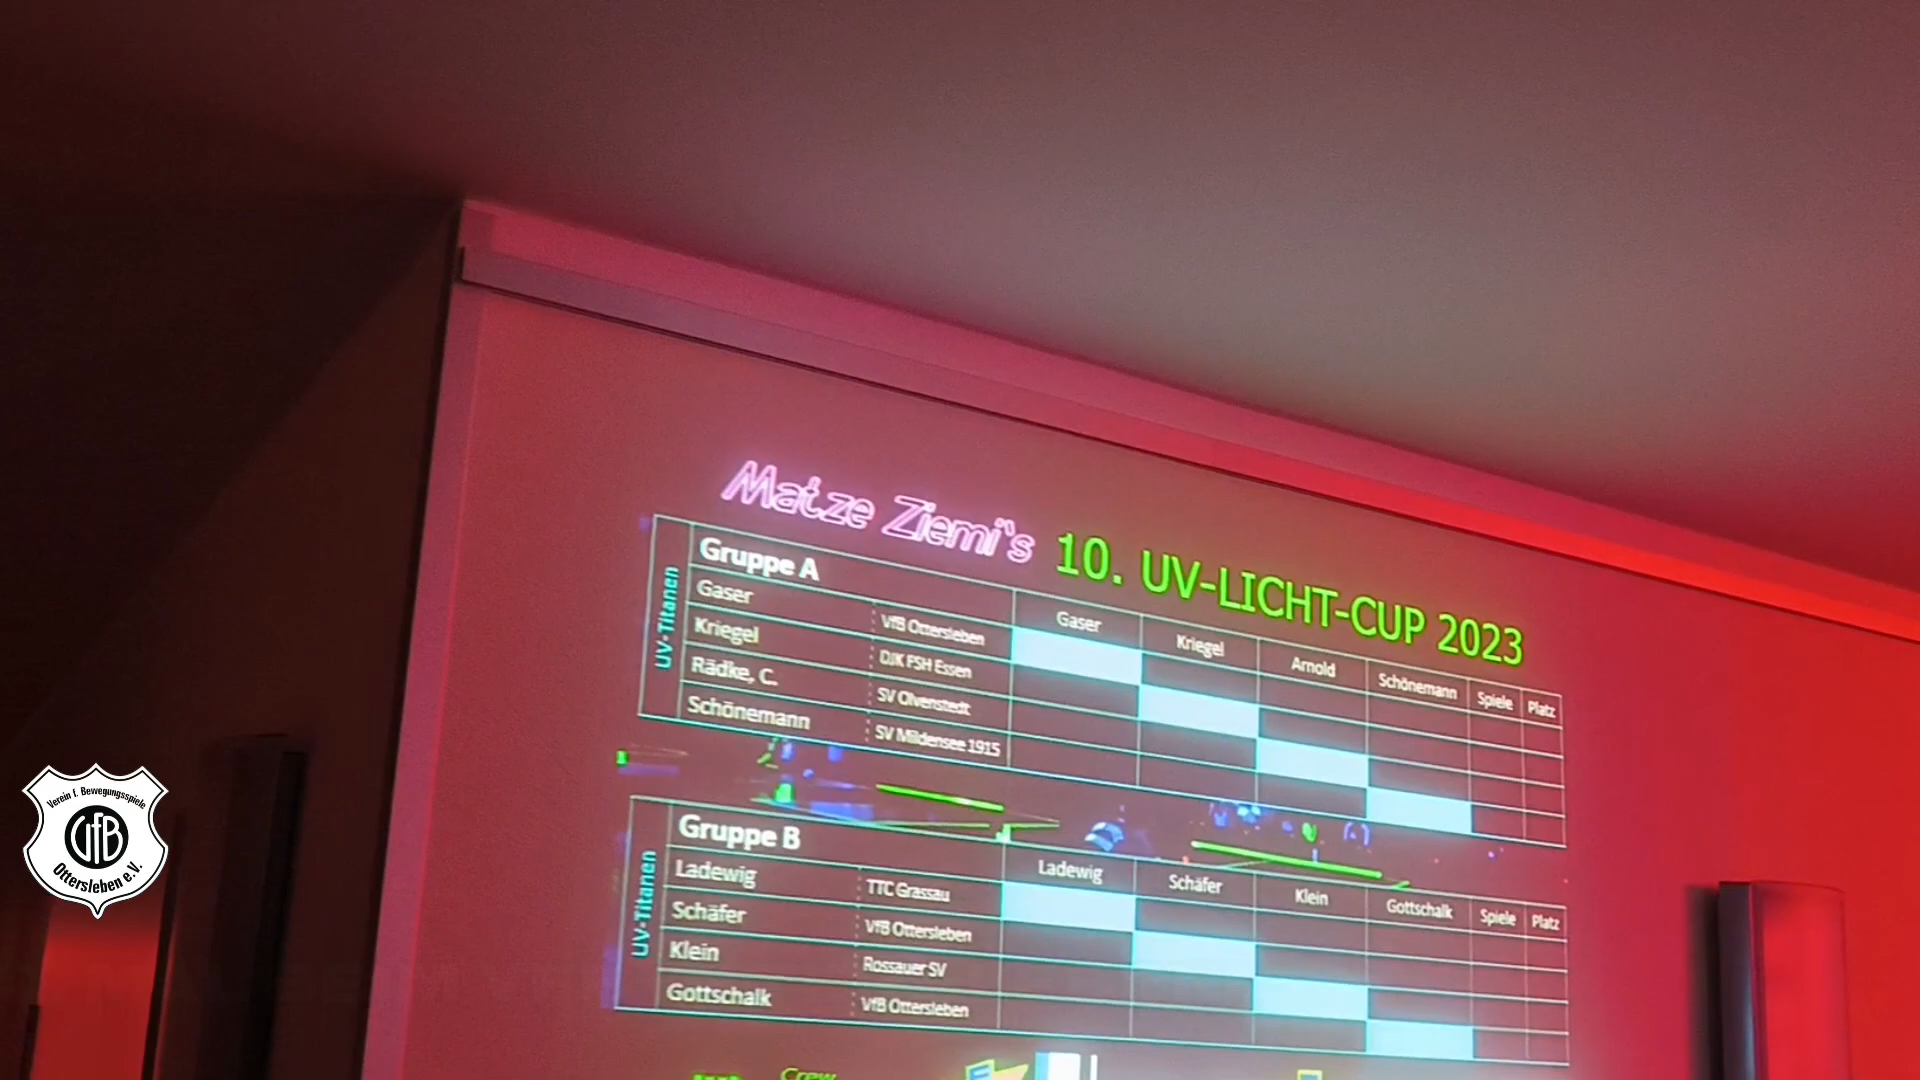 Matze Ziemi's
10. UV-LICHT-CUP 2023
UV-Titanen
Gruppe A
Gaser Kriegel Arnold Schönemann Spiele Platz
Gaser VfB Ottersleben
Kriegel DJK FSH Essen
Rädke, C. SV Olvenstedt
Schönemann SV Mildensee 1915
UV-Titanen
Gruppe B
Ladewig Schäfer Klein Gottschalk Spiele Platz
Ladewig TTC Grassau
Schäfer VfB Ottersleben
Klein Rossauer SV
Gottschalk VfB Ottersleben
Crew
Verein f. Bewegungsspiele
VfB
Ottersleben e.V.